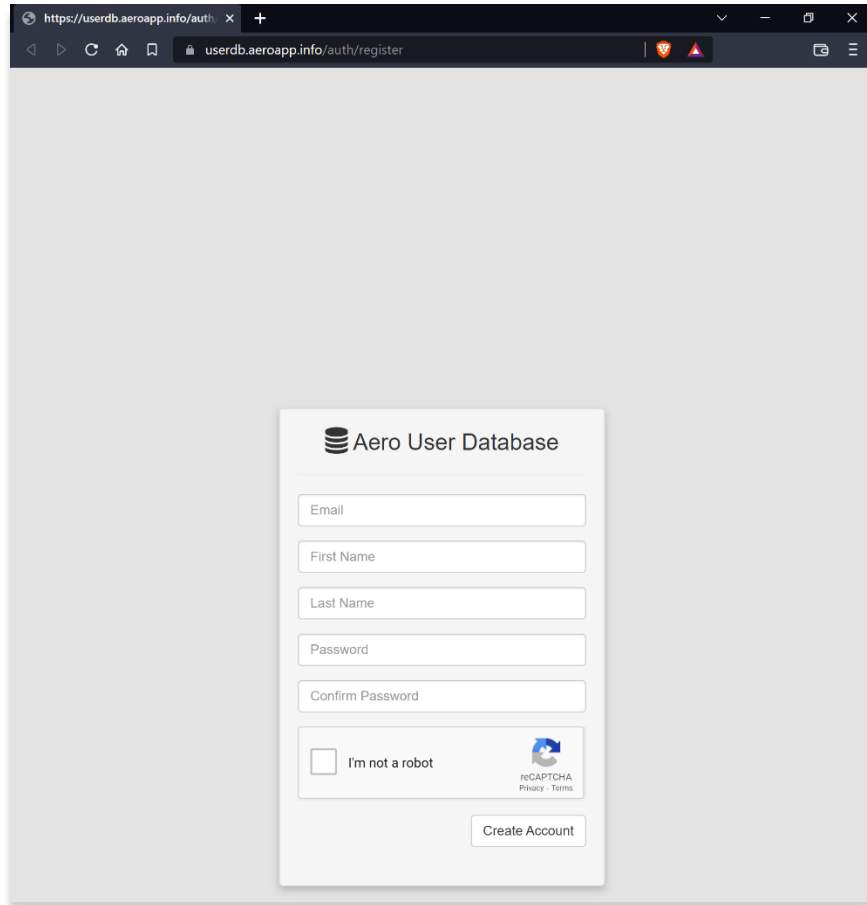 https://userdb.aeroapp.info/auth/
userdb.aeroapp.info/auth/register
Aero User Database
Email
First Name
Last Name
Password
Confirm Password
I'm not a robot
reCAPTCHA
Privacy - Terms
Create Account